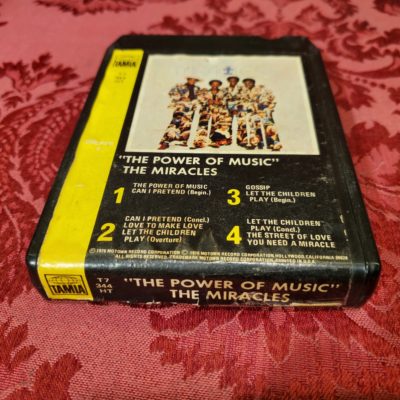 TAMLA
"THE POWER OF MUSIC"
THE MIRACLES
1
THE POWER OF MUSIC
CAN I PRETEND (Begin.)
2
CAN I PRETEND (Concl.)
LOVE TO MAKE LOVE
LET THE CHILDREN
PLAY (Overture)
3
GOSSIP
LET THE CHILDREN
PLAY (Begin.)
4
LET THE CHILDREN
PLAY (Concl.)
THE STREET OF LOVE
YOU NEED A MIRACLE
TAMLA
T7
344
HT
"THE POWER OF MUSIC"
THE MIRACLES